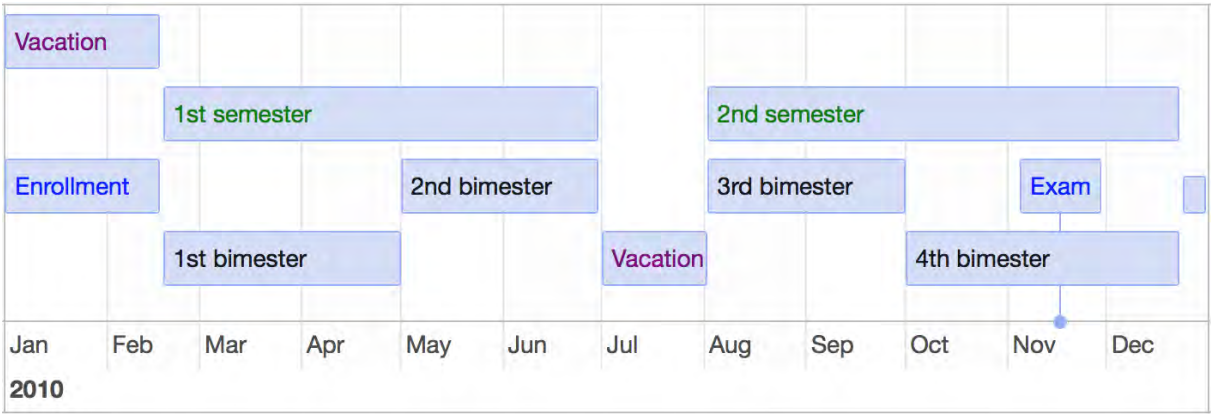 Vacation
1st semester
2nd semester
Enrollment
2nd bimester
3rd bimester
Exam
1st bimester
Vacation
4th bimester
Jan Feb Mar Apr May Jun Jul Aug Sep Oct Nov Dec
2010